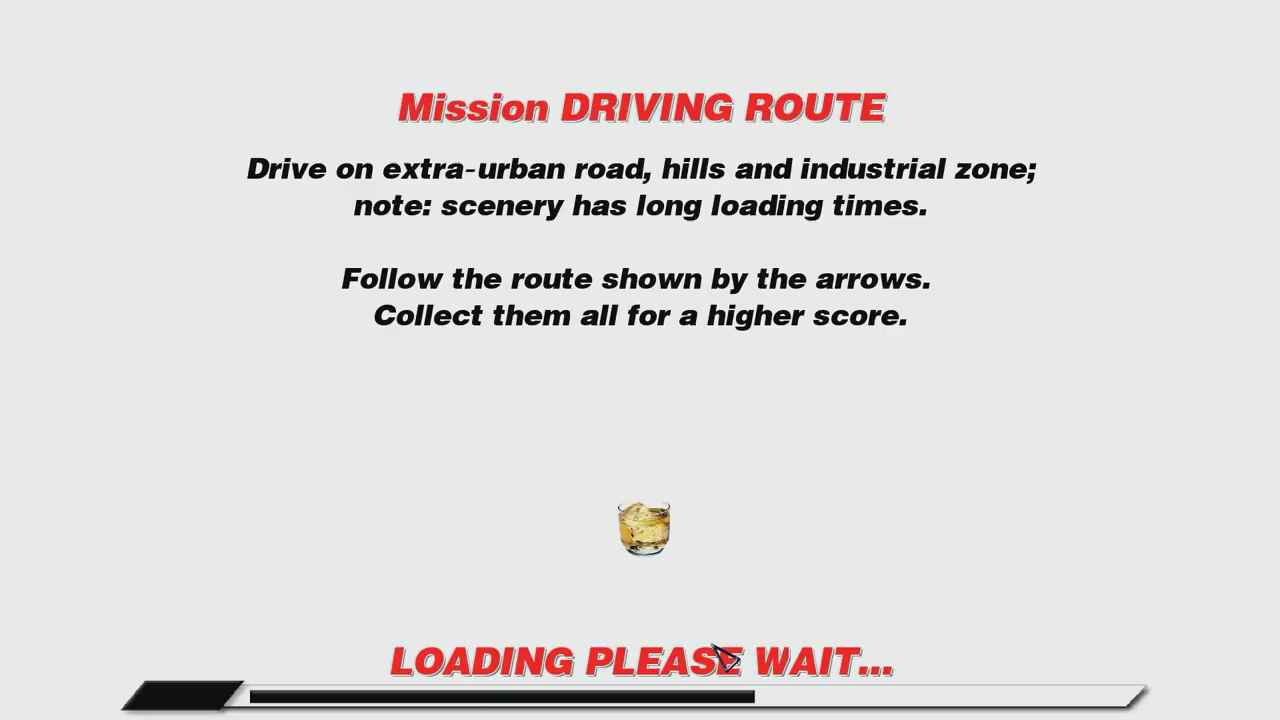 Mission DRIVING ROUTE
Drive on extra-urban road, hills and industrial zone;
note: scenery has long loading times.
Follow the route shown by the arrows.
Collect them all for a higher score.
LOADING PLEASE WAIT...